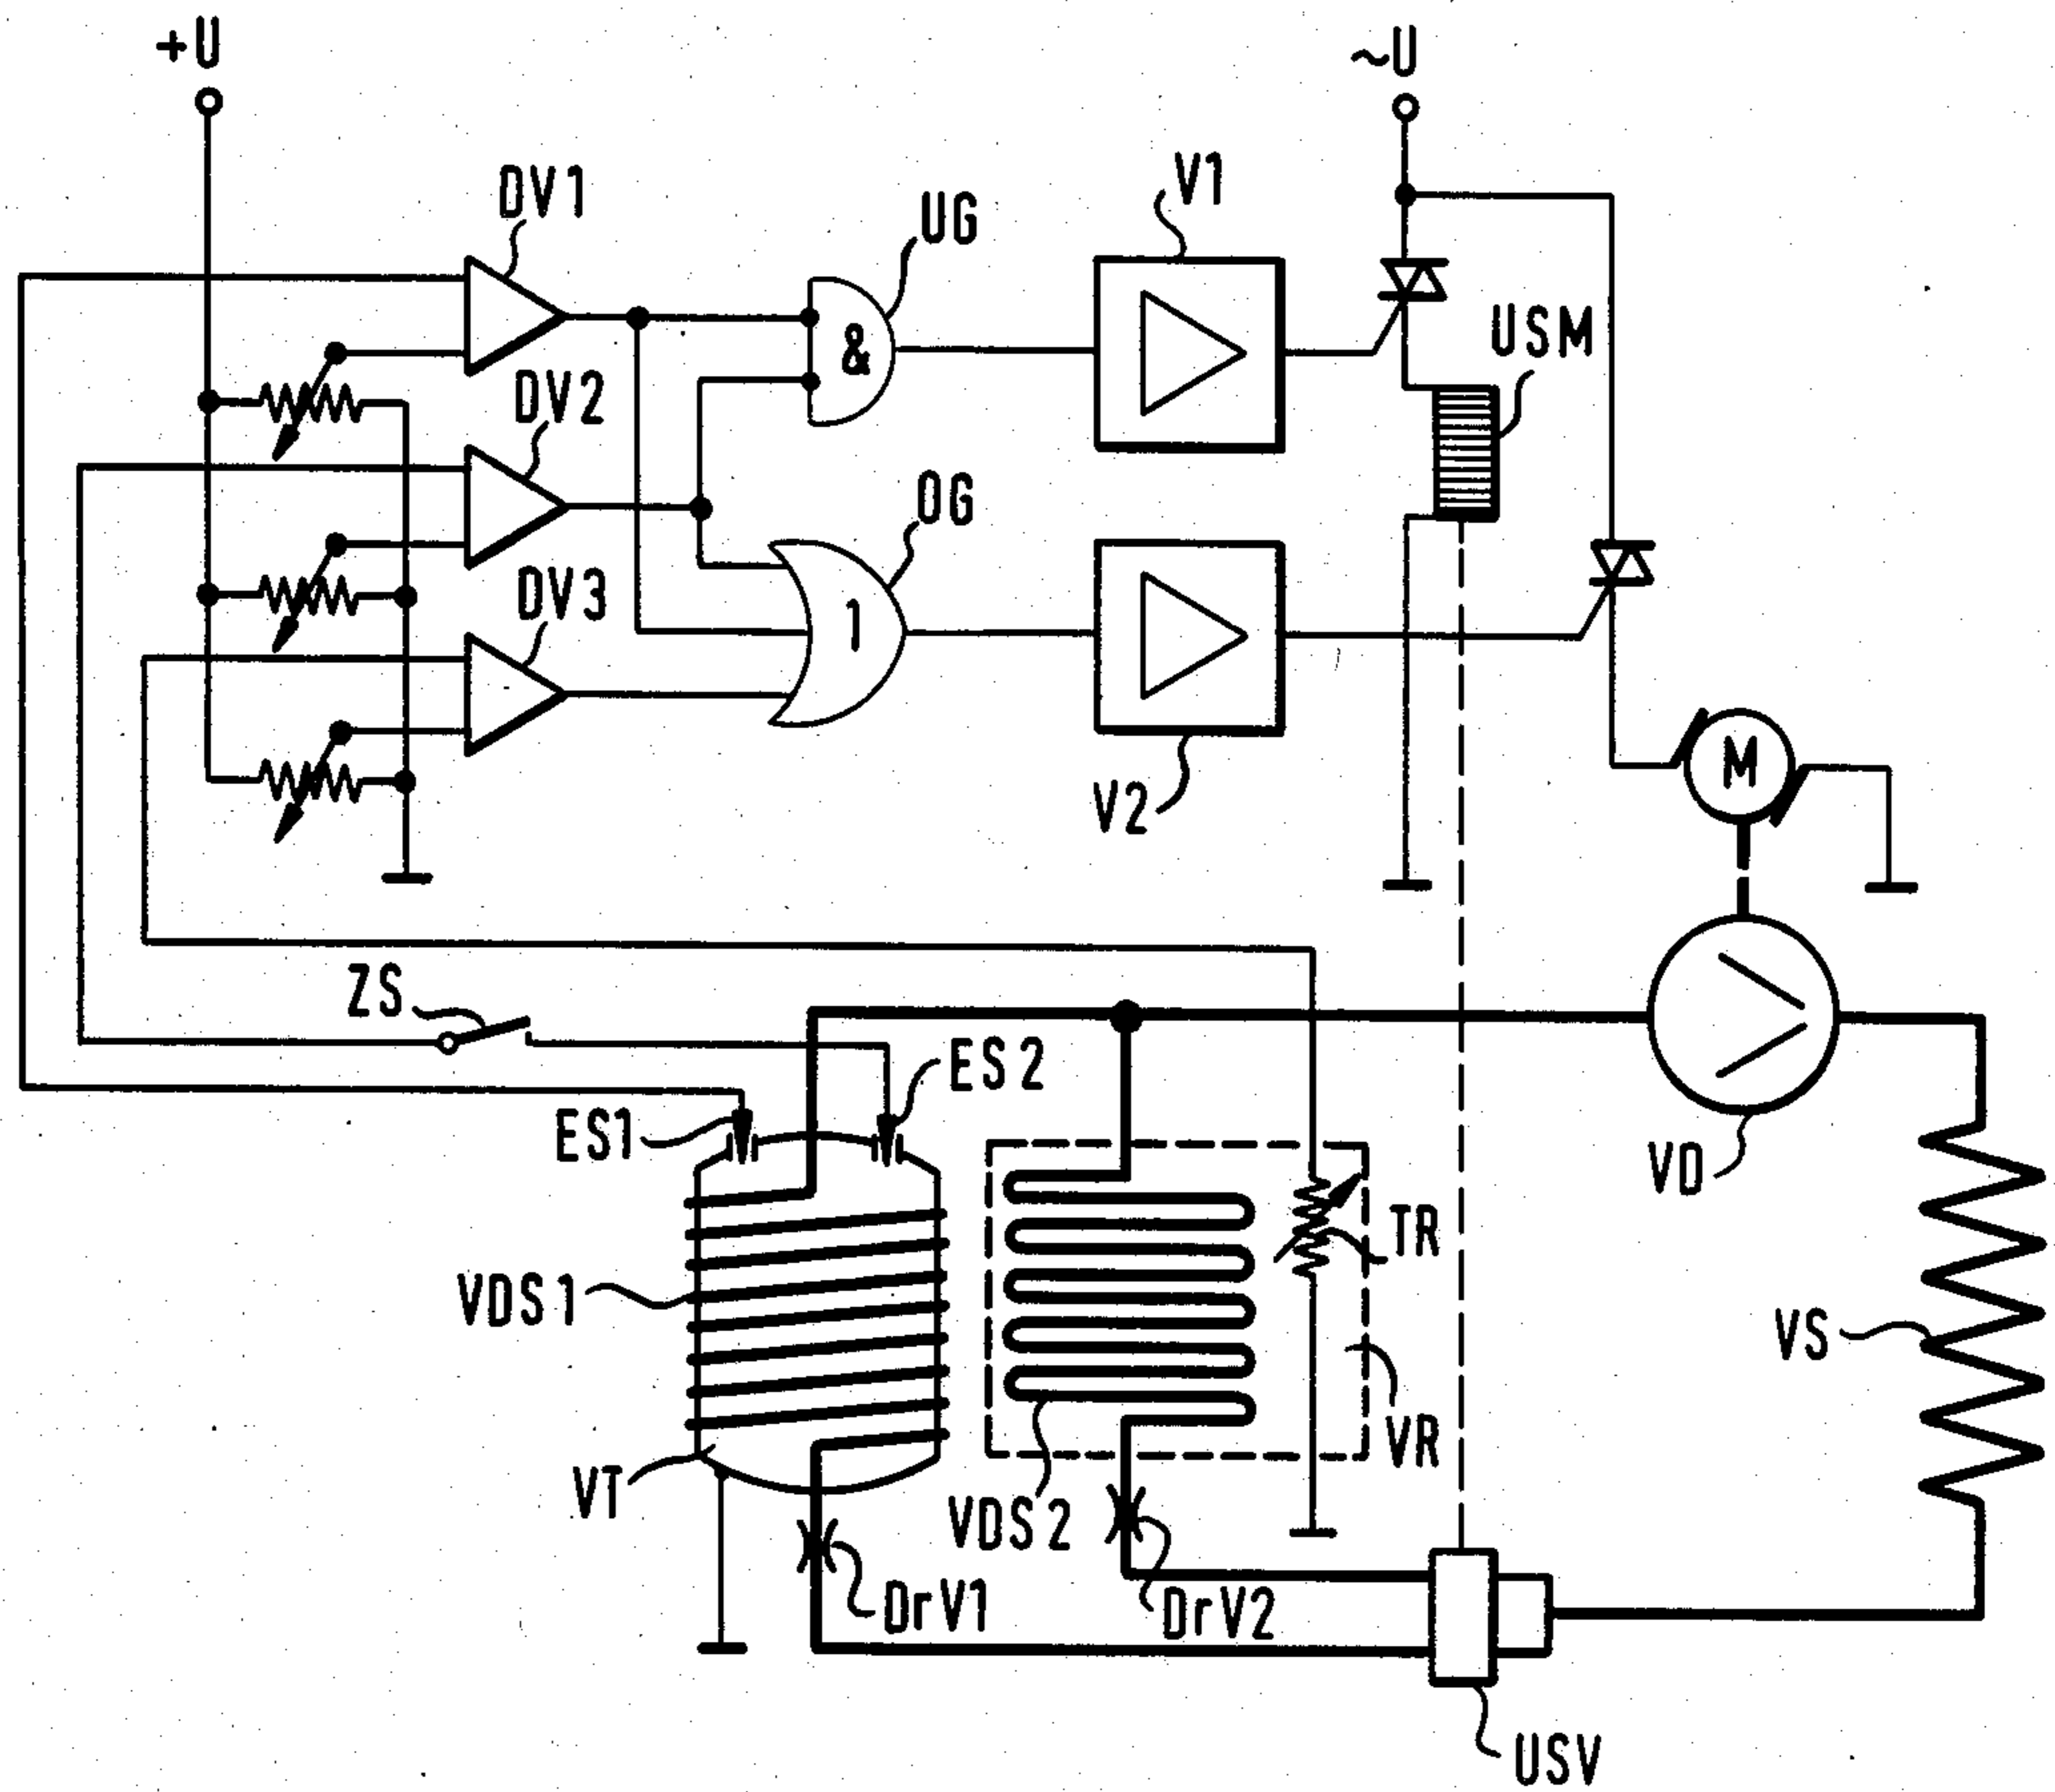 +U
~U
DV1
V1
UG
&
USM
DV2
OG
DV3
1
M
V2
ZS
ES2
ES1
VD
TR
VDS1
VS
VR
VT
VDS2
DrV1
DrV2
USV